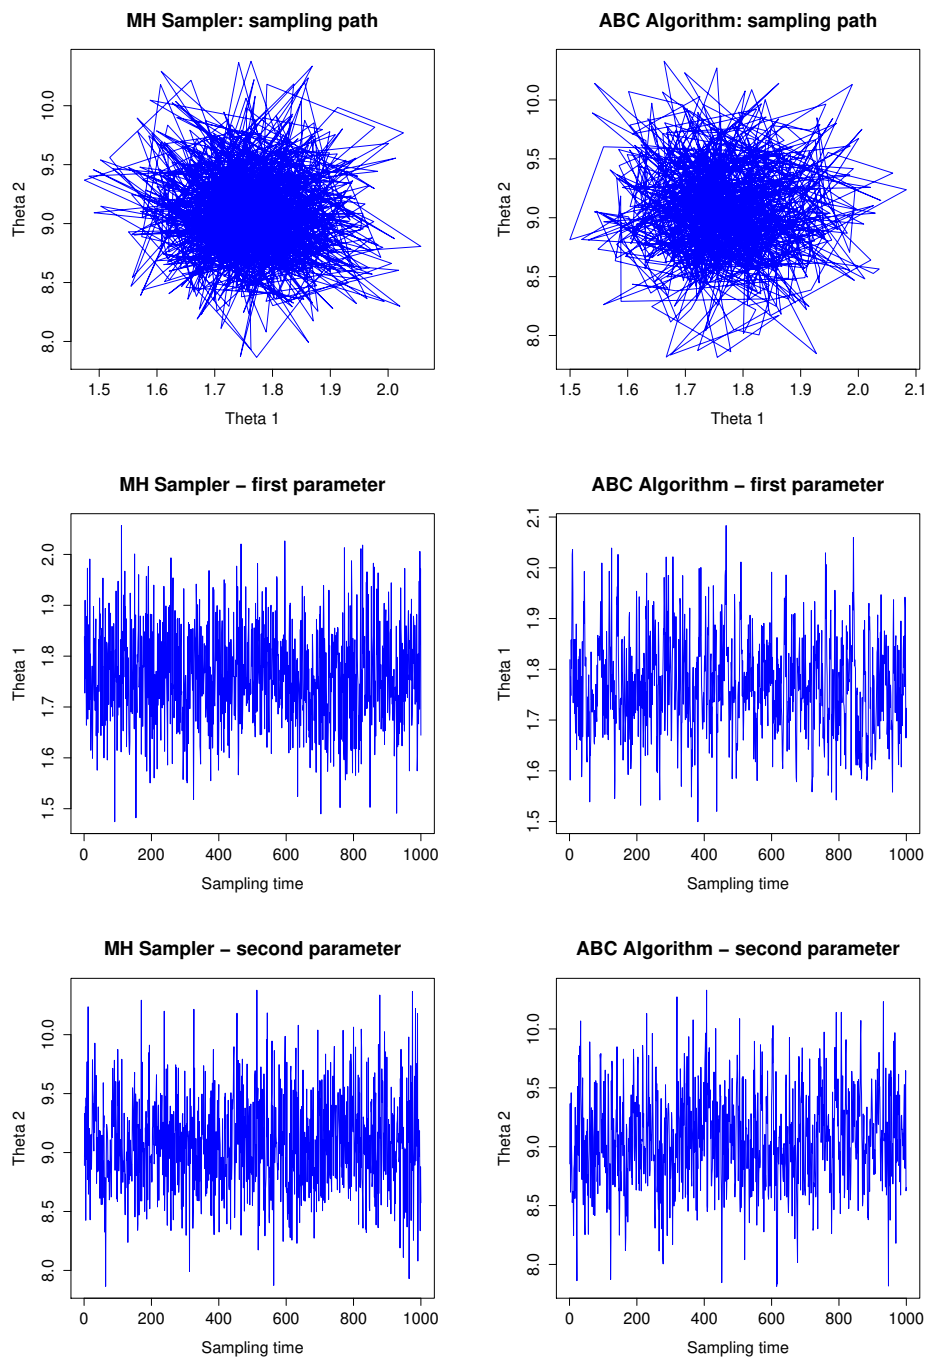 MH Sampler: sampling path
Theta 2
10.0
9.5
9.0
8.5
8.0
1.5 1.6 1.7 1.8 1.9 2.0
Theta 1
ABC Algorithm: sampling path
Theta 2
10.0
9.5
9.0
8.5
8.0
1.5 1.6 1.7 1.8 1.9 2.0 2.1
Theta 1
MH Sampler – first parameter
Theta 1
2.0
1.9
1.8
1.7
1.6
1.5
0 200 400 600 800 1000
Sampling time
ABC Algorithm – first parameter
Theta 1
2.1
2.0
1.9
1.8
1.7
1.6
1.5
0 200 400 600 800 1000
Sampling time
MH Sampler – second parameter
Theta 2
10.0
9.5
9.0
8.5
8.0
0 200 400 600 800 1000
Sampling time
ABC Algorithm – second parameter
Theta 2
10.0
9.5
9.0
8.5
8.0
0 200 400 600 800 1000
Sampling time